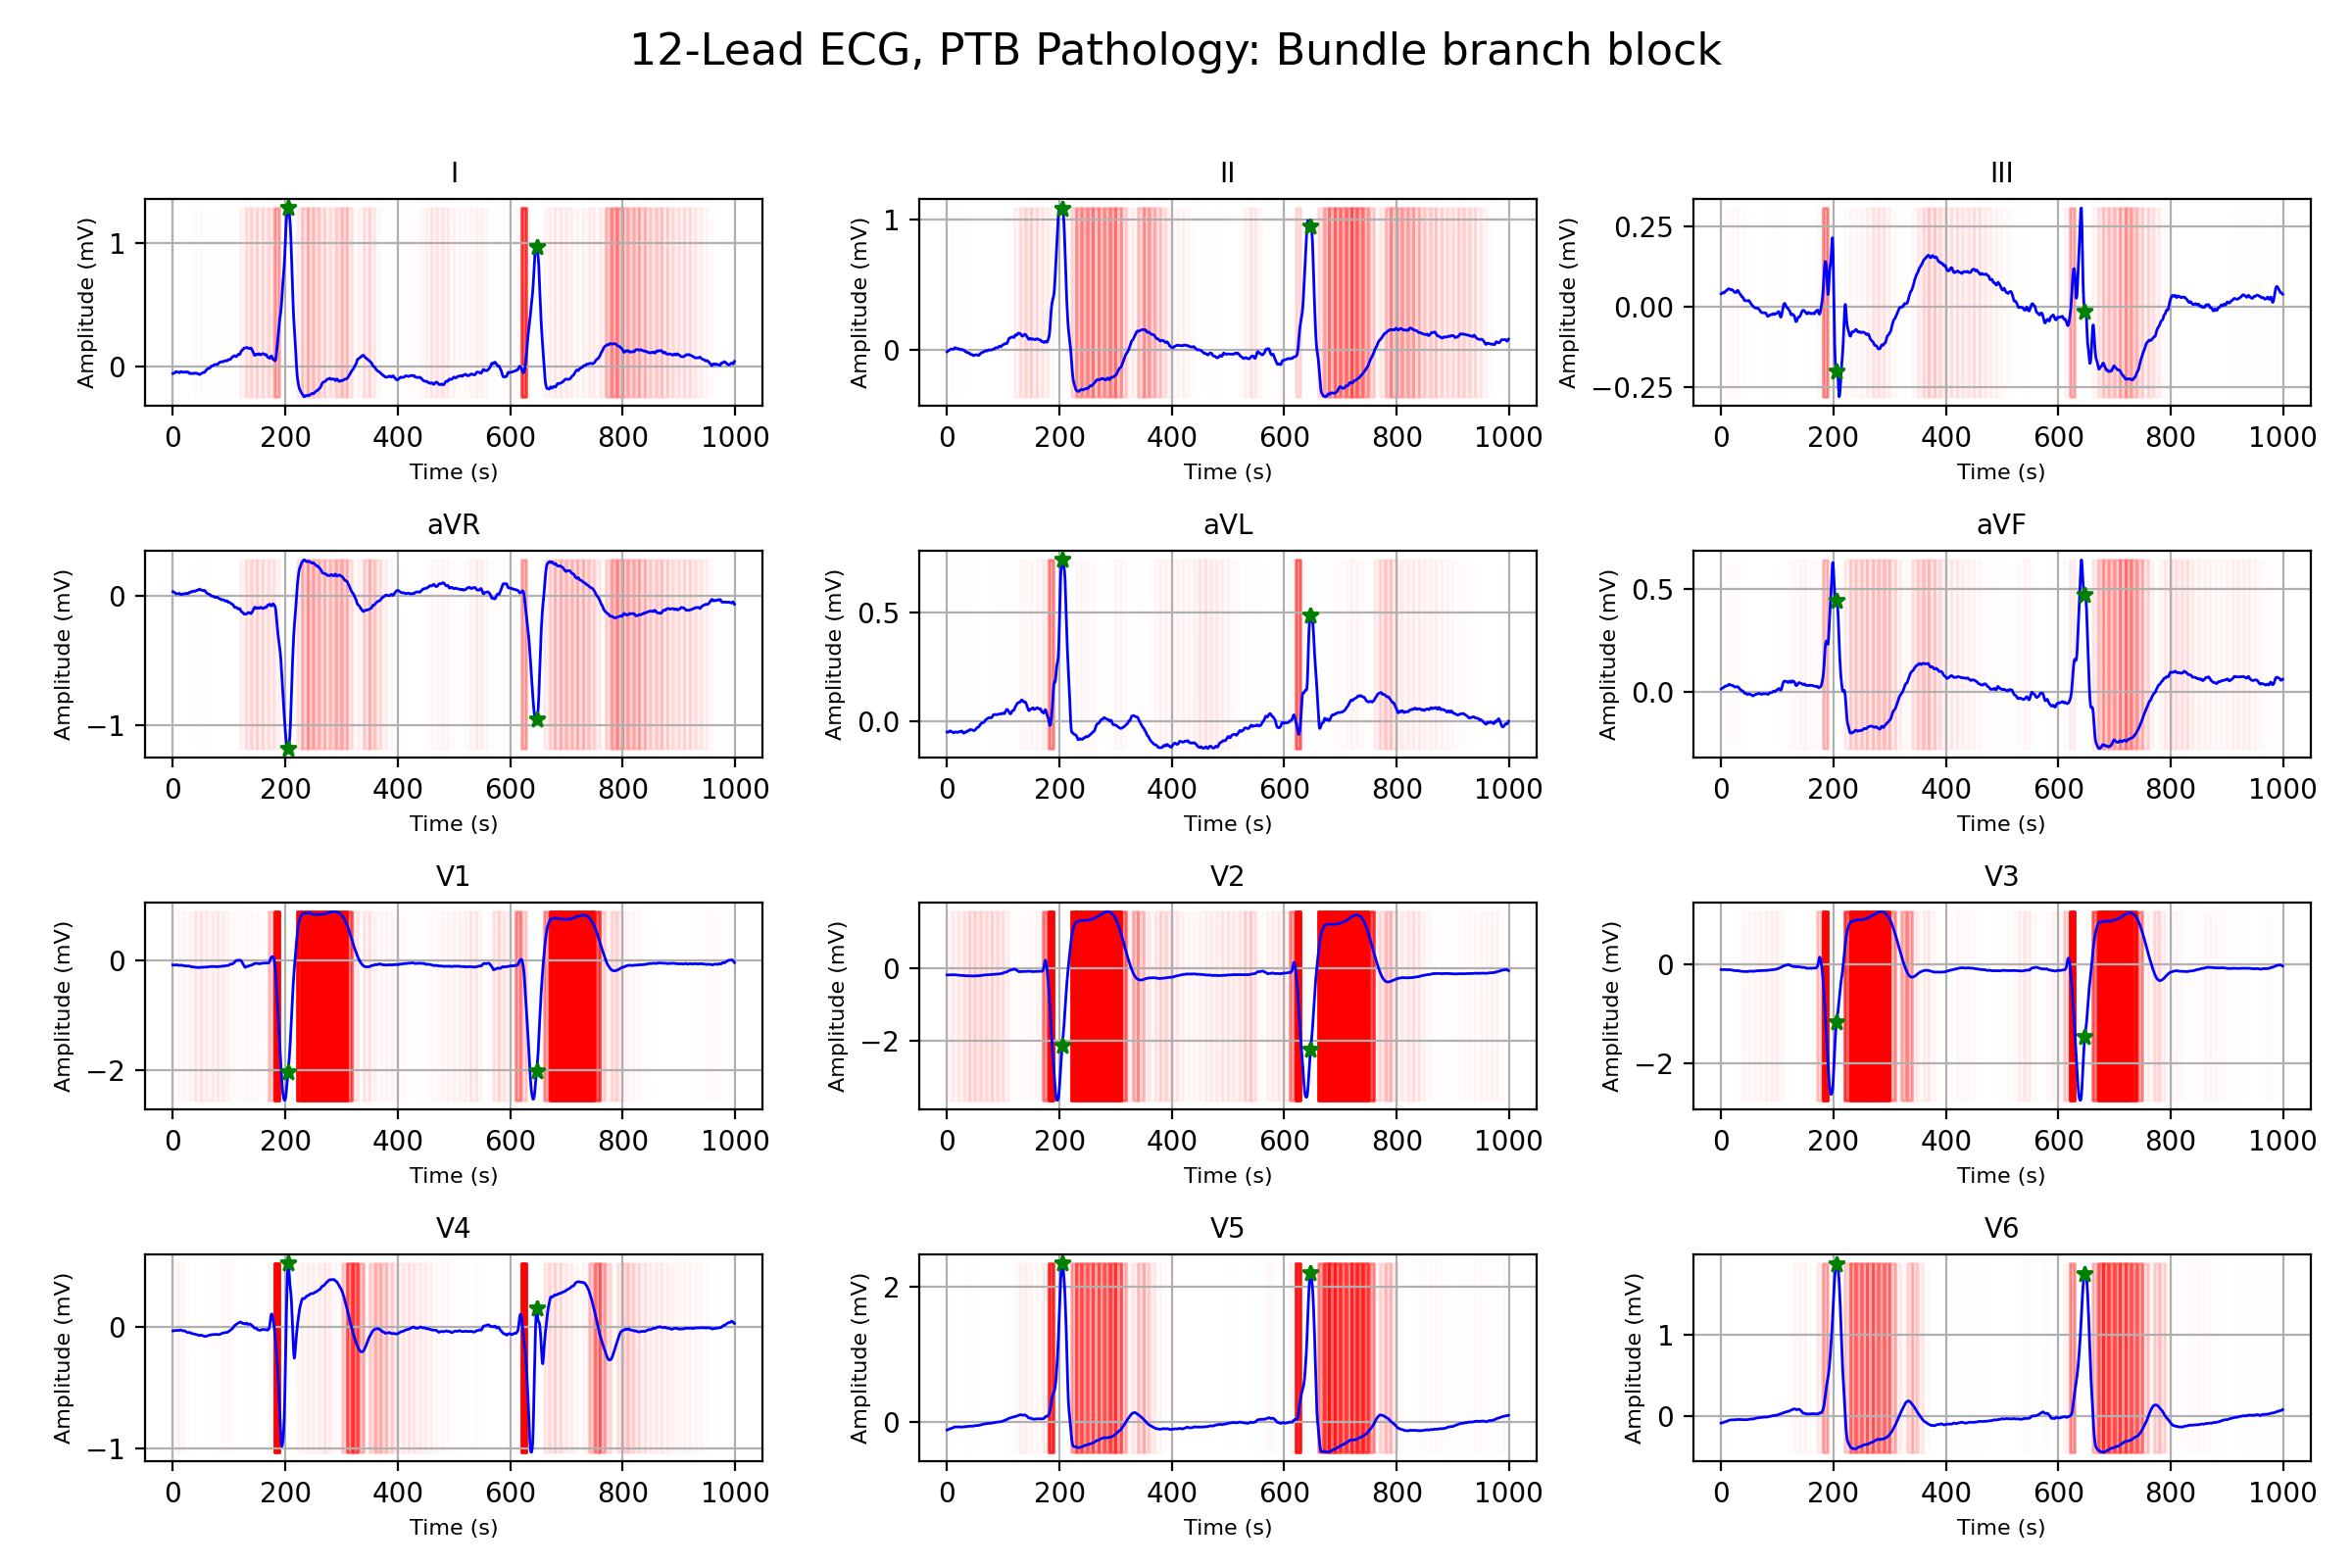 12-Lead ECG, PTB Pathology: Bundle branch block
I II III
Amplitude (mV) Amplitude (mV) Amplitude (mV)
1 1 0.25
0 0 0.00
−0.25
0 200 400 600 800 1000 0 200 400 600 800 1000 0 200 400 600 800 1000
Time (s) Time (s) Time (s)
aVR aVL aVF
Amplitude (mV) Amplitude (mV) Amplitude (mV)
0 0.5 0.5
−1 0.0 0.0
0 200 400 600 800 1000 0 200 400 600 800 1000 0 200 400 600 800 1000
Time (s) Time (s) Time (s)
V1 V2 V3
Amplitude (mV) Amplitude (mV) Amplitude (mV)
0 0 0
−2 −2 −2
0 200 400 600 800 1000 0 200 400 600 800 1000 0 200 400 600 800 1000
Time (s) Time (s) Time (s)
V4 V5 V6
Amplitude (mV) Amplitude (mV) Amplitude (mV)
0 2 1
−1 0 0
0 200 400 600 800 1000 0 200 400 600 800 1000 0 200 400 600 800 1000
Time (s) Time (s) Time (s)